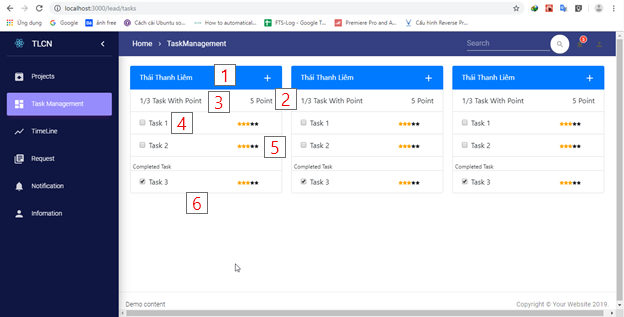 localhost:3000/lead/tasks
Ứng dụng
Google
Bkav
ảnh free
Cách cài Ubuntu so...
How to automatical...
FTS-Log - Google T...
Premiere Pro and A...
Cấu hình Reverse Pr...
TLCN
Home › TaskManagement
Search
Projects
Task Management
TimeLine
Request
Notification
Infomation
Thái Thanh Liêm 1 +
Thái Thanh Liêm +
Thái Thanh Liêm +
1/3 Task With Point 3 5 Point 2
1/3 Task With Point 5 Point
1/3 Task With Point 5 Point
Task 1 4
Task 1
Task 1
Task 2 5
Task 2
Task 2
Completed Task
Completed Task
Completed Task
Task 3
Task 3
Task 3
6
Demo content
Copyright © Your Website 2019.